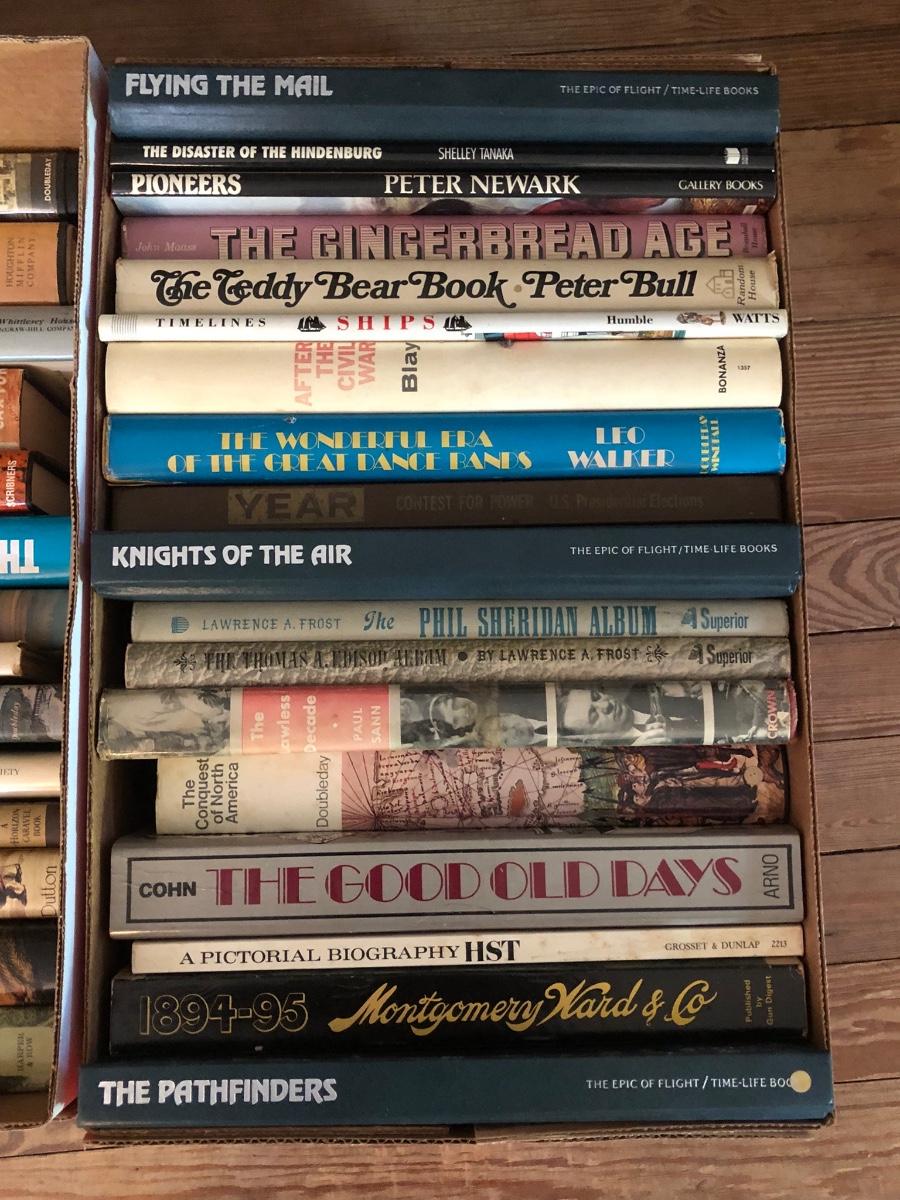 FLYING THE MAIL
THE EPIC OF FLIGHT / TIME-LIFE BOOKS
THE DISASTER OF THE HINDENBURG
SHELLEY TANAKA
PIONEERS
PETER NEWARK
GALLERY BOOKS
John Maass
THE GINGERBREAD AGE
The Teddy Bear Book • Peter Bull
Random
House
TIMELINES
SHIPS
Humble
WATTS
AFTER
THE
CIVIL
WAR
Blay
BONANZA
1357
THE WONDERFUL ERA
OF THE GREAT DANCE BANDS
LEO
WALKER
YEAR
CONTEST FOR POWER
U.S. Presidential Elections
KNIGHTS OF THE AIR
THE EPIC OF FLIGHT/TIME-LIFE BOOKS
LAWRENCE A. FROST
The PHIL SHERIDAN ALBUM
Superior
THE THOMAS A. EDISON ALBUM • BY LAWRENCE A. FROST
Superior
The
Lawless
Decade
•
PAUL
SANN
CROWN
The
Conquest
of North
America
Doubleday
COHN
THE GOOD OLD DAYS
ARNO
A PICTORIAL BIOGRAPHY HST
GROSSET & DUNLAP 2213
1894-95
Montgomery Ward & Co
Published
by
Gun Digest
THE PATHFINDERS
THE EPIC OF FLIGHT / TIME-LIFE BOO
DOUBLEDAY
HOUGHTON
MIFFLIN
COMPANY
Whittlesey House
McGRAW-HILL COMPANY
SCRIBNERS
TH
IETY
A
HORIZON
CARAVEL
BOOK
Dutton
HARPER
& ROW